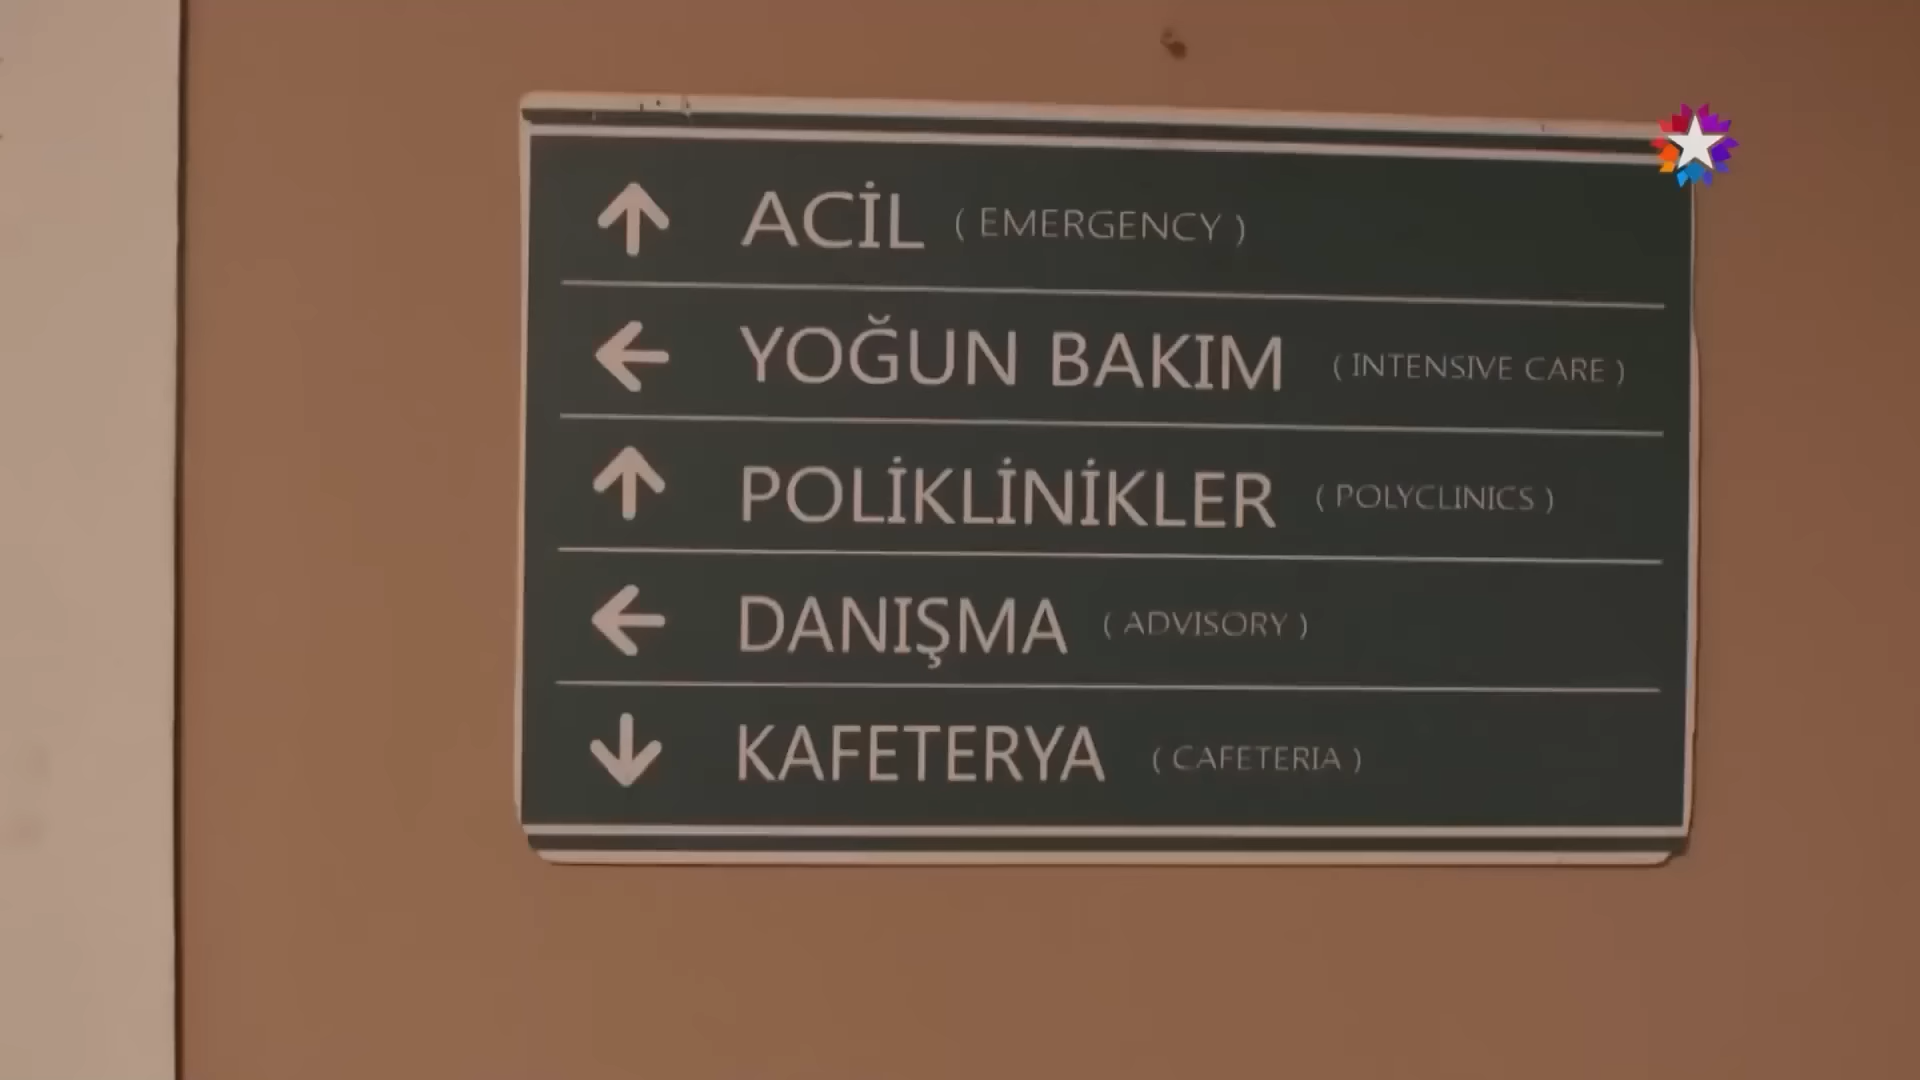 ACİL ( EMERGENCY )
YOĞUN BAKIM ( INTENSIVE CARE )
POLİKLİNİKLER ( POLYCLINICS )
DANIŞMA ( ADVISORY )
KAFETERYA ( CAFETERIA )